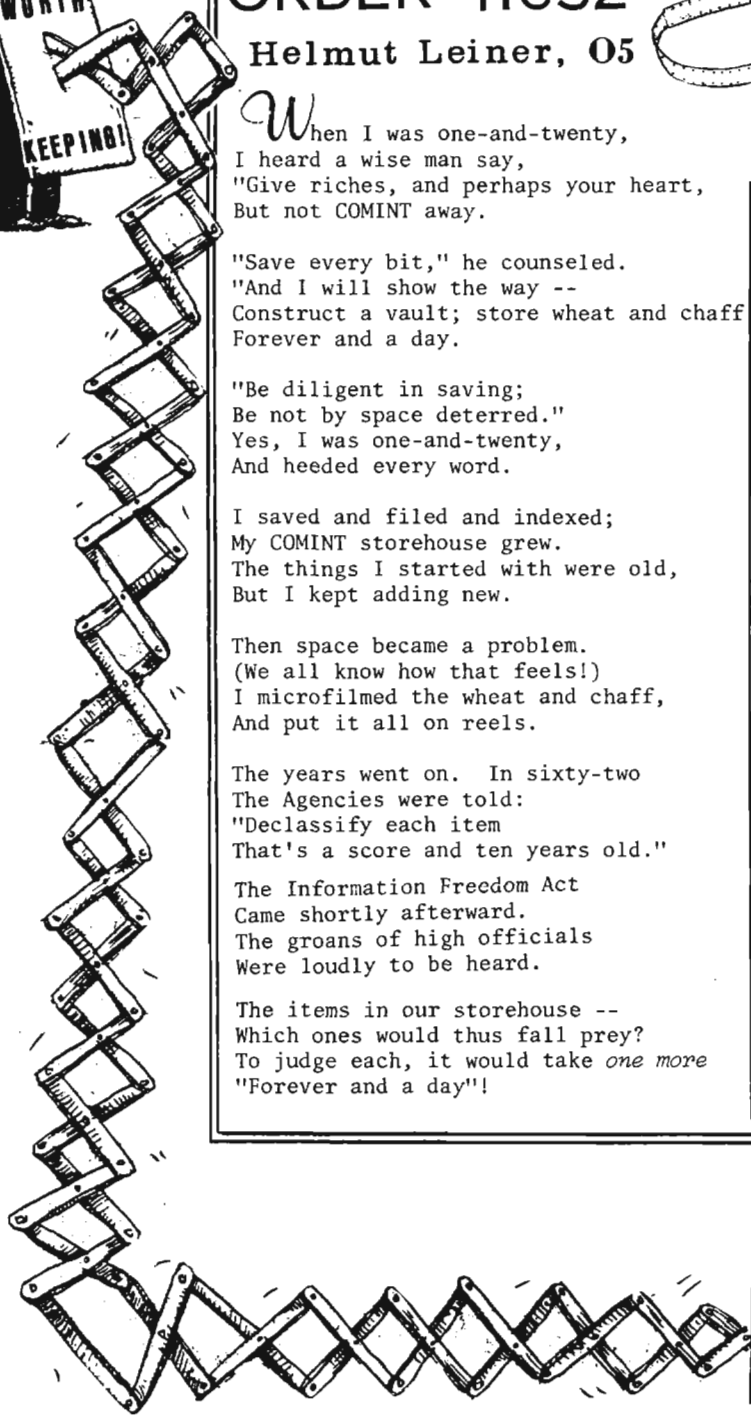 WORTH
KEEPING!
ORDER 11652
Helmut Leiner, O5
When I was one-and-twenty,
I heard a wise man say,
"Give riches, and perhaps your heart,
But not COMINT away.
"Save every bit," he counseled.
"And I will show the way --
Construct a vault; store wheat and chaff
Forever and a day.
"Be diligent in saving;
Be not by space deterred."
Yes, I was one-and-twenty,
And heeded every word.
I saved and filed and indexed;
My COMINT storehouse grew.
The things I started with were old,
But I kept adding new.
Then space became a problem.
(We all know how that feels!)
I microfilmed the wheat and chaff,
And put it all on reels.
The years went on.  In sixty-two
The Agencies were told:
"Declassify each item
That's a score and ten years old."
The Information Freedom Act
Came shortly afterward.
The groans of high officials
Were loudly to be heard.
The items in our storehouse --
Which ones would thus fall prey?
To judge each, it would take one more
"Forever and a day"!